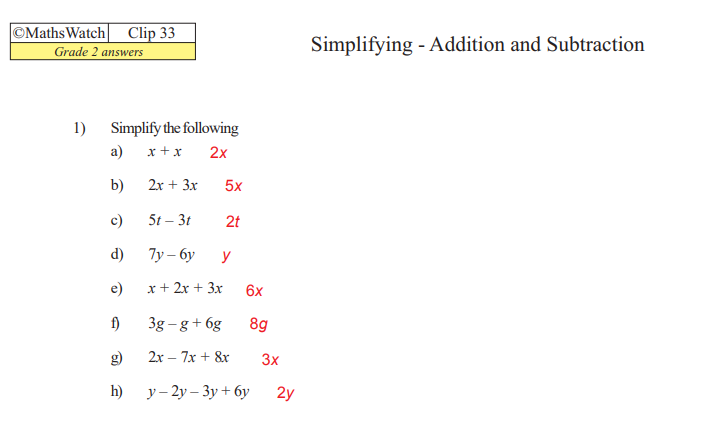 ©MathsWatch Clip 33
Grade 2 answers
Simplifying - Addition and Subtraction
1) Simplify the following
a) x + x 2x
b) 2x + 3x 5x
c) 5t – 3t 2t
d) 7y – 6y y
e) x + 2x + 3x 6x
f) 3g – g + 6g 8g
g) 2x – 7x + 8x 3x
h) y – 2y – 3y + 6y 2y